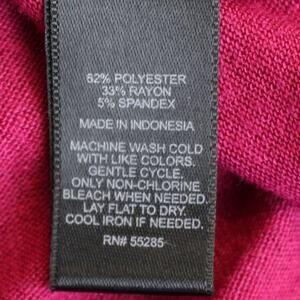 62% POLYESTER
33% RAYON
5% SPANDEX
MADE IN INDONESIA
MACHINE WASH COLD
WITH LIKE COLORS.
GENTLE CYCLE.
ONLY NON-CHLORINE
BLEACH WHEN NEEDED.
LAY FLAT TO DRY.
COOL IRON IF NEEDED.
RN# 55285